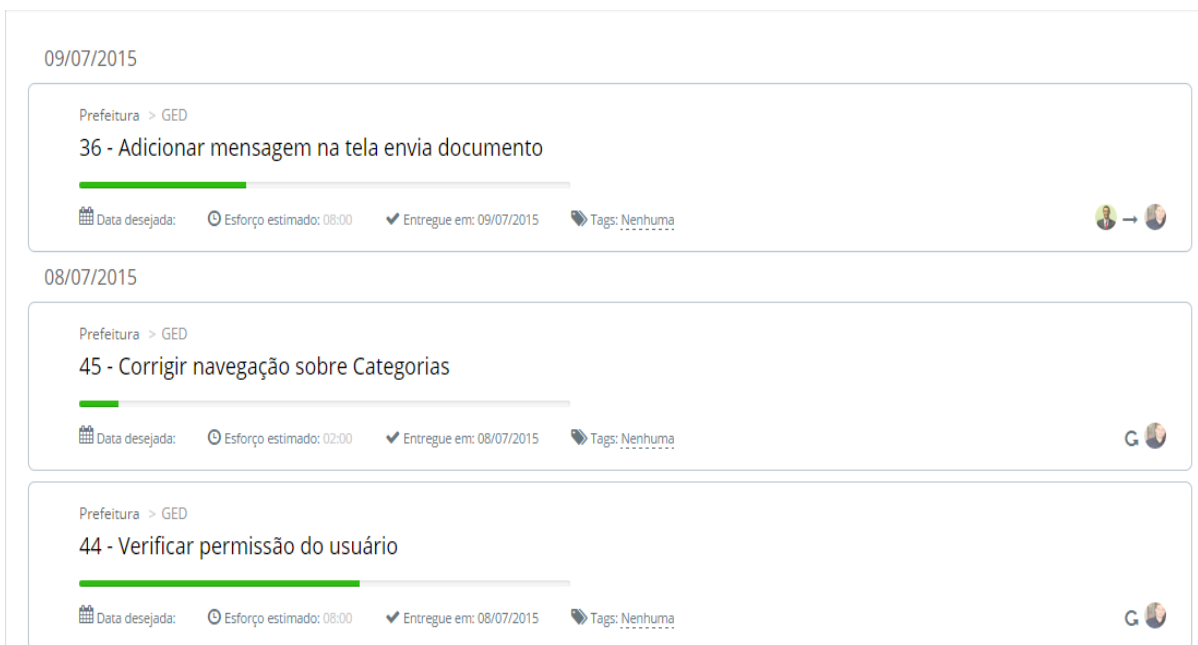 09/07/2015
Prefeitura > GED
36 - Adicionar mensagem na tela envia documento
Data desejada: Esforço estimado: 08:00 Entregue em: 09/07/2015 Tags: Nenhuma
08/07/2015
Prefeitura > GED
45 - Corrigir navegação sobre Categorias
Data desejada: Esforço estimado: 02:00 Entregue em: 08/07/2015 Tags: Nenhuma
Prefeitura > GED
44 - Verificar permissão do usuário
Data desejada: Esforço estimado: 08:00 Entregue em: 08/07/2015 Tags: Nenhuma